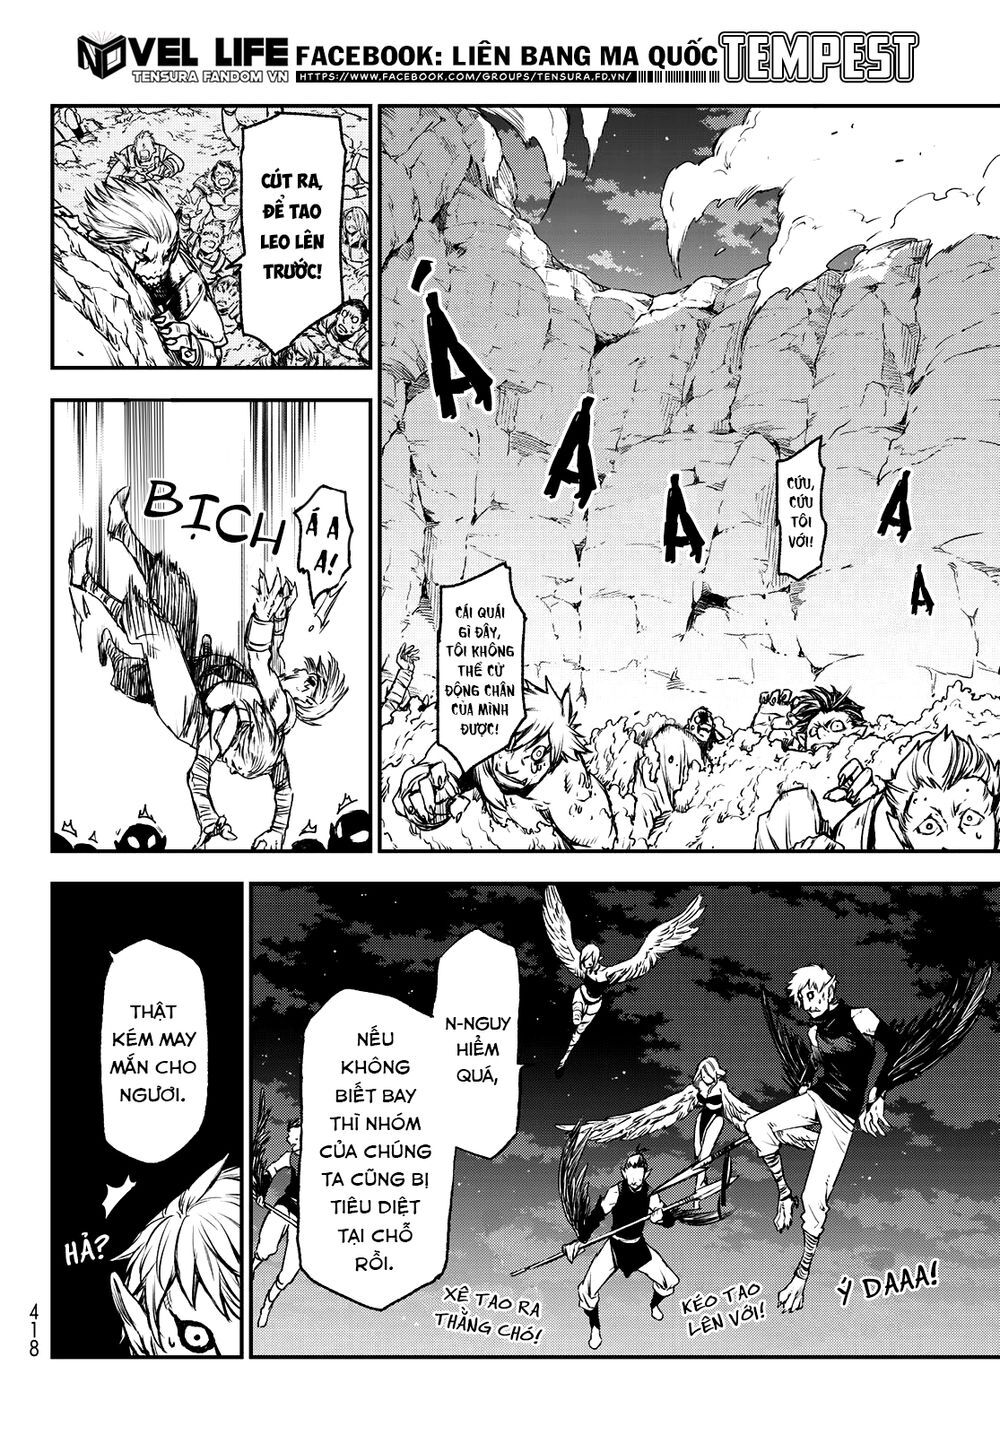 NOVEL LIFE
TENSURA FANDOM VN
FACEBOOK: LIÊN BANG MA QUỐC
HTTPS://WWW.FACEBOOK.COM/GROUPS/TENSURA.FD.VN/
TEMPEST
CÚT RA,
ĐỂ TAO
LEO LÊN
TRƯỚC!
Á
A
A
A
A
CỨU,
CỨU
TÔI
VỚI!
CÁI QUÁI
GÌ ĐÂY,
TÔI KHÔNG
THỂ CỬ
ĐỘNG CHÂN
CỦA MÌNH
ĐƯỢC!
BỊCH
Á A
A!
THẬT
KÉM MAY
MẮN CHO
NGƯƠI.
HẢ?
N-NGUY
HIỂM
QUÁ,
NẾU
KHÔNG
BIẾT BAY
THÌ NHÓM
CỦA CHÚNG
TA CŨNG BỊ
TIÊU DIỆT
TẠI CHỖ
RỒI.
XÊ TAO RA
THẰNG CHÓ!
KÉO TAO
LÊN VỚI!
Ý DAAA!
418